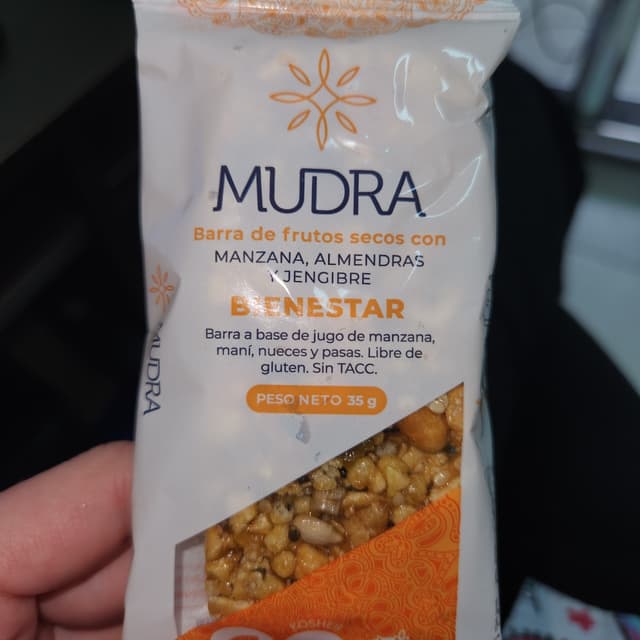 MUDRA
Barra de frutos secos con
MANZANA, ALMENDRAS
Y JENGIBRE
BIENESTAR
Barra a base de jugo de manzana,
maní, nueces y pasas. Libre de
gluten. Sin TACC.
PESO NETO 35 g
MUDRA
KOSHER